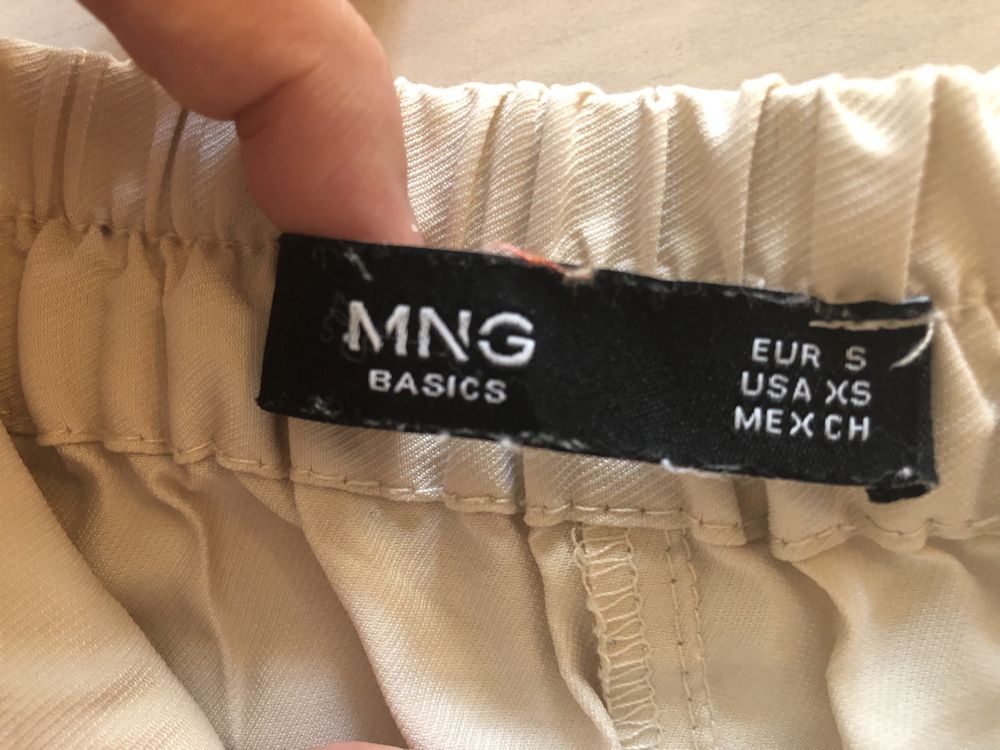 MNG
BASICS
EUR S
USA XS
MEX CH